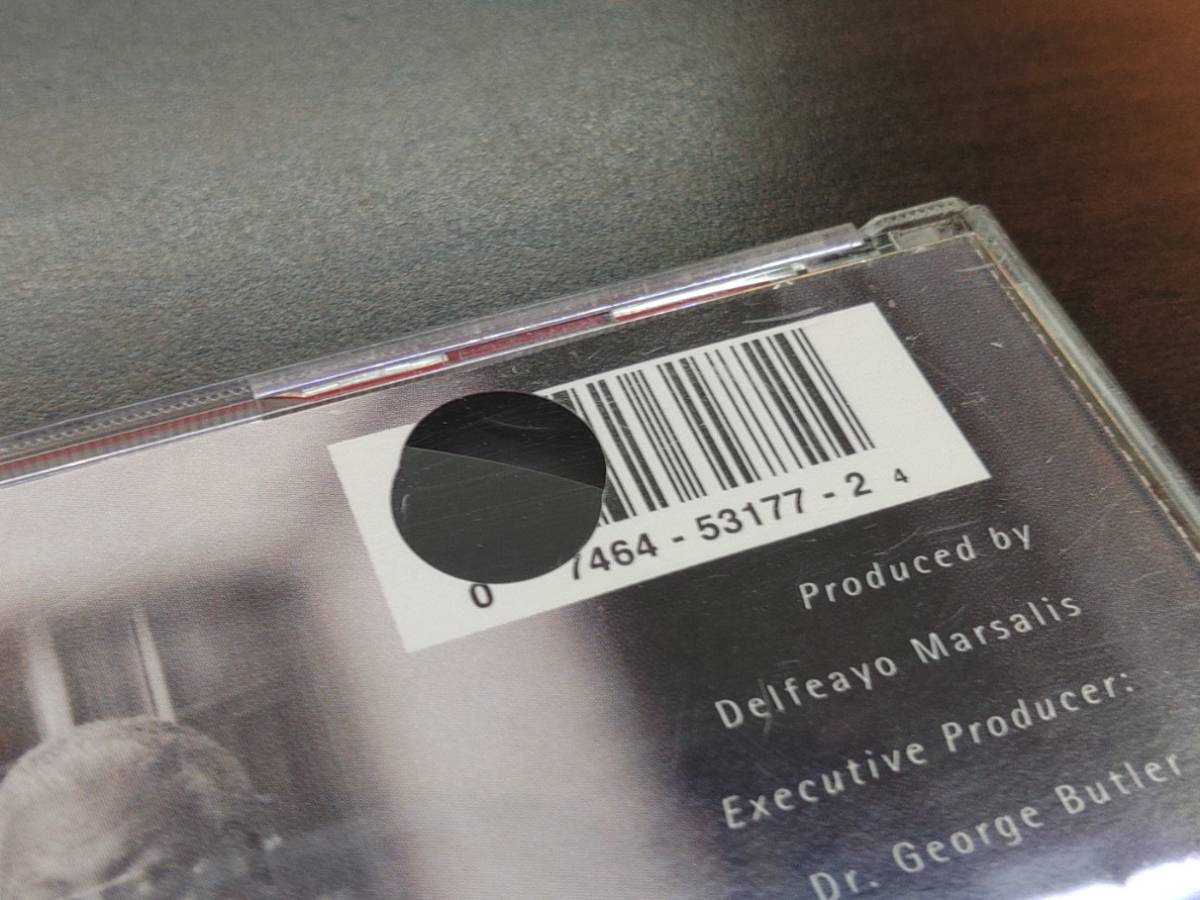 0 7464 - 53177 - 2 4
Produced by
Delfeayo Marsalis
Executive Producer:
Dr. George Butler